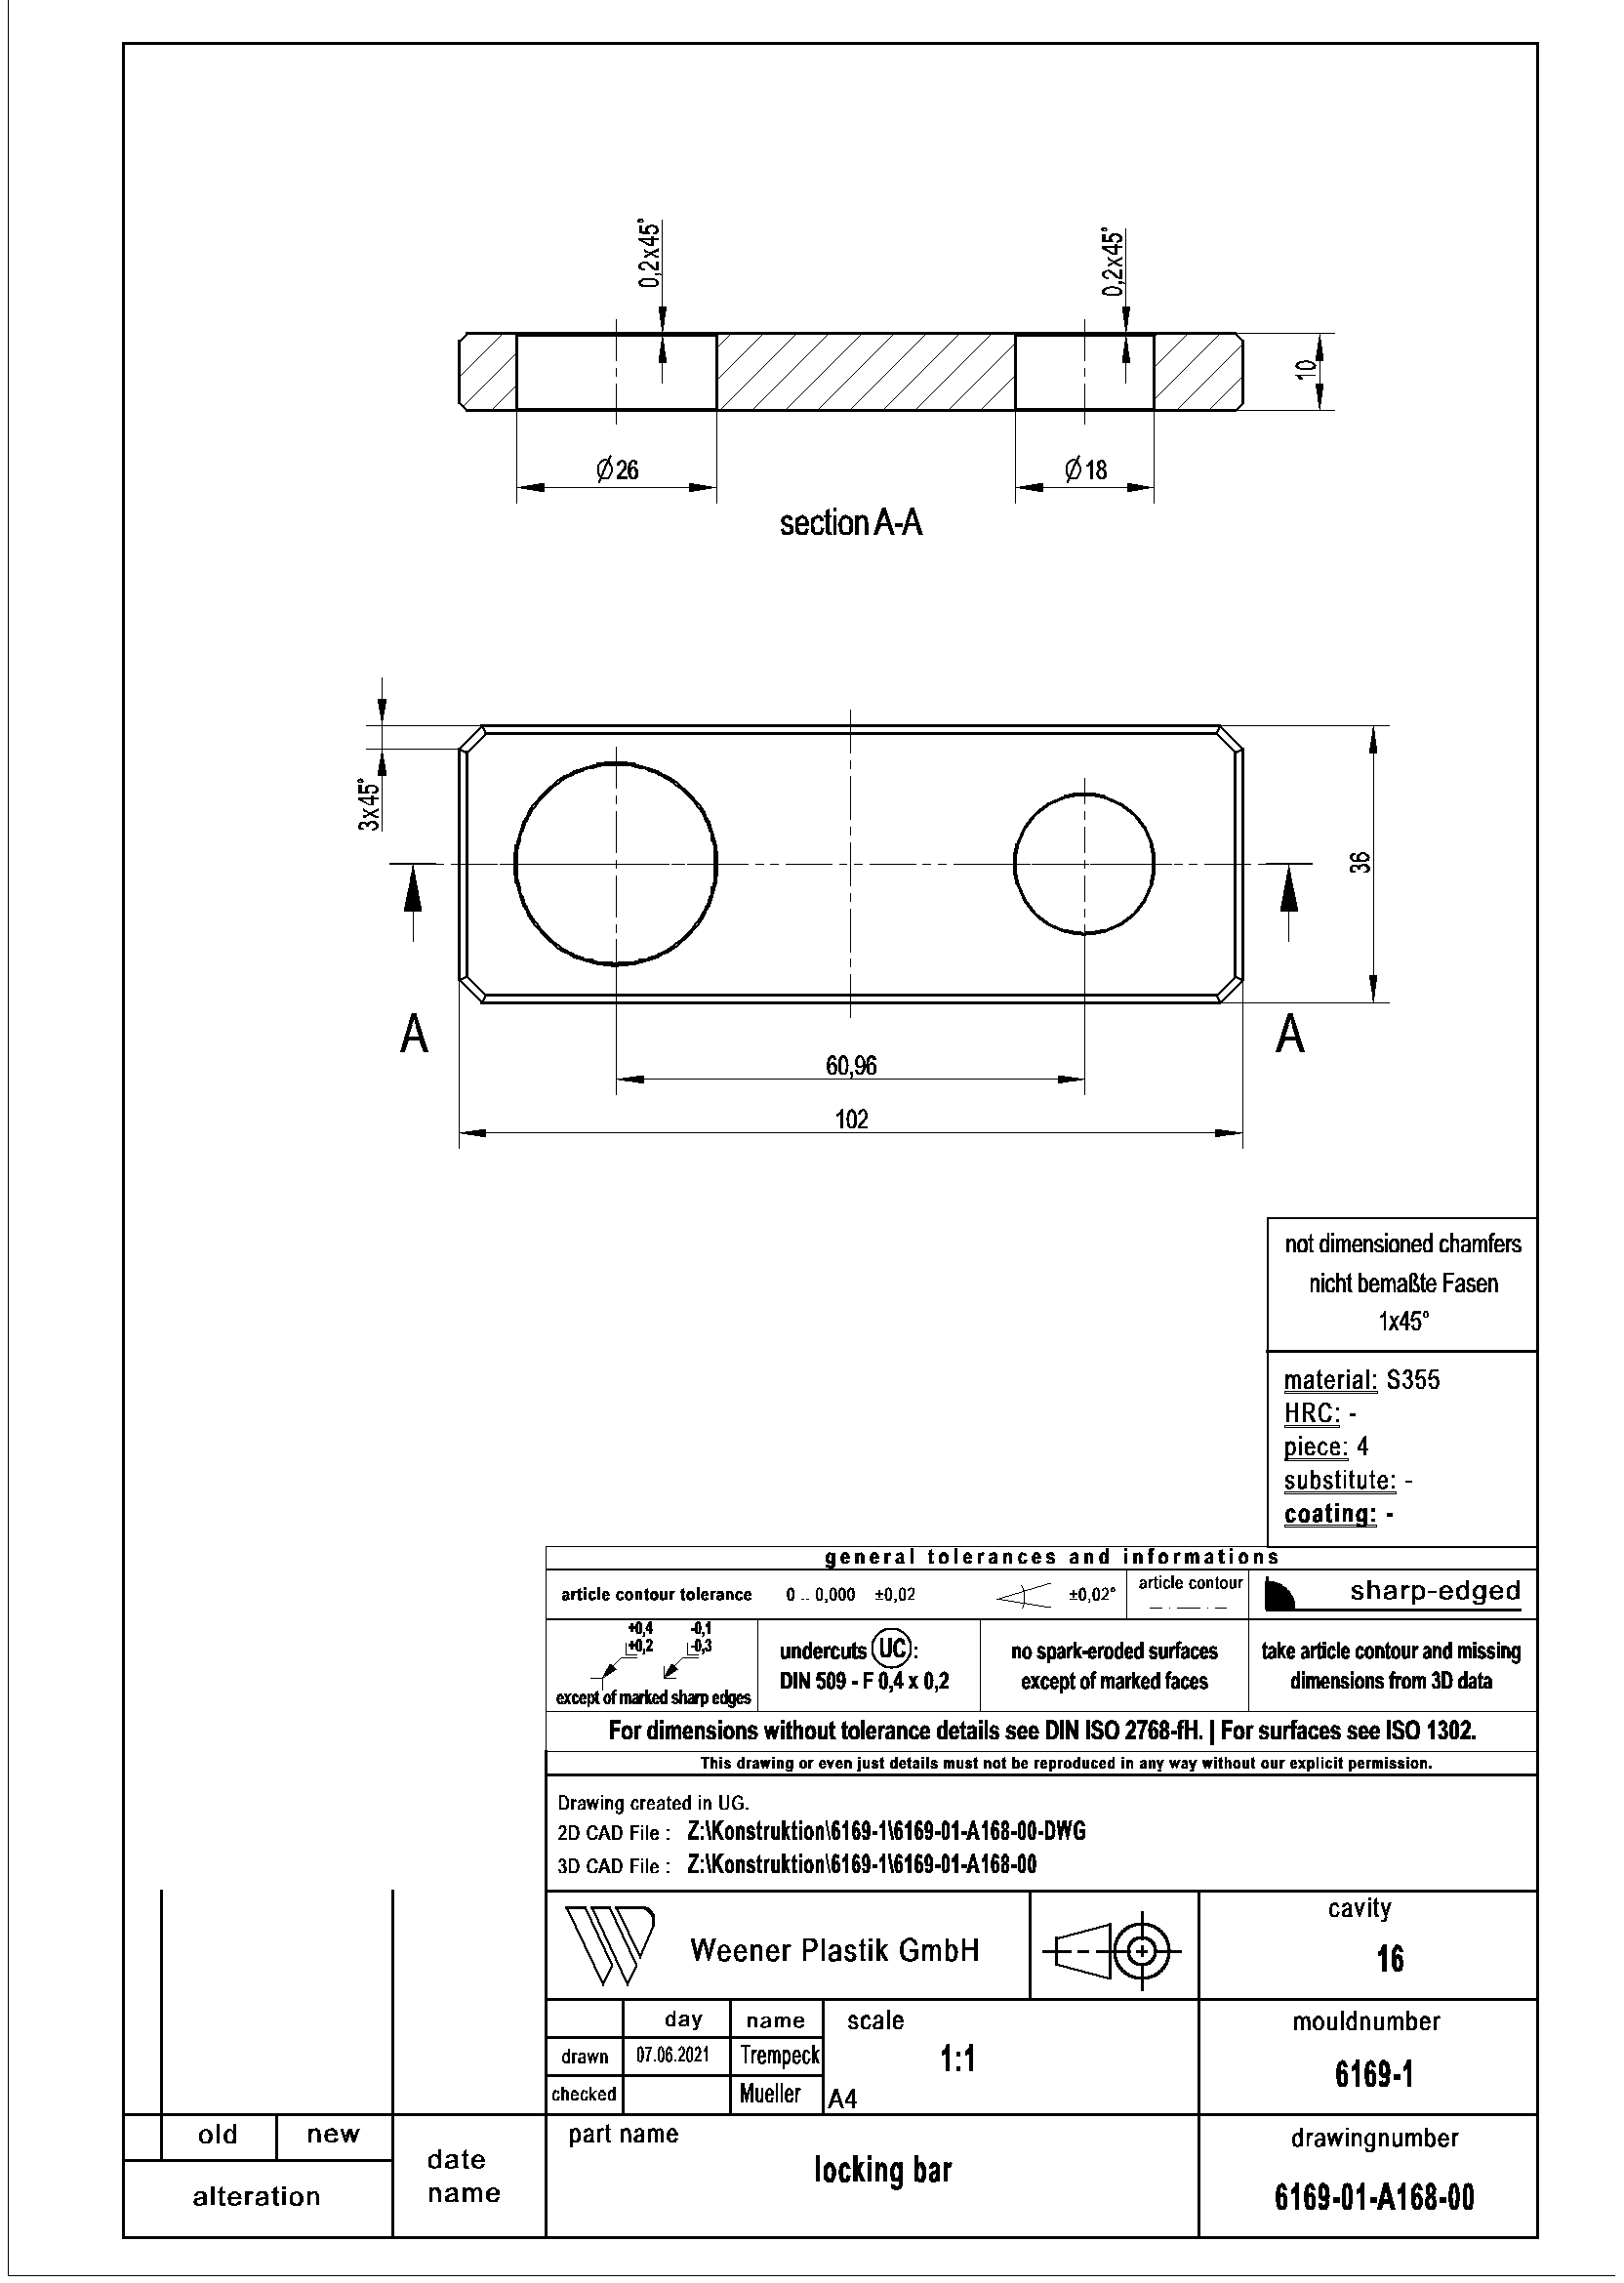 0,2x45°
0,2x45°
10
Ø26
Ø18
section A-A
3x45°
36
A
A
60,96
102
not dimensioned chamfers
nicht bemaßte Fasen
1x45°
material: S355
HRC: -
piece: 4
substitute: -
coating: -
general tolerances and informations
article contour tolerance 0 .. 0,000 ±0,02 ±0,02° article contour sharp-edged
+0,4 -0,1
+0,2 -0,3
except of marked sharp edges
undercuts UC :
DIN 509 - F 0,4 x 0,2
no spark-eroded surfaces
except of marked faces
take article contour and missing
dimensions from 3D data
For dimensions without tolerance details see DIN ISO 2768-fH. | For surfaces see ISO 1302.
This drawing or even just details must not be reproduced in any way without our explicit permission.
Drawing created in UG.
2D CAD File : Z:\Konstruktion\6169-1\6169-01-A168-00-DWG
3D CAD File : Z:\Konstruktion\6169-1\6169-01-A168-00
Weener Plastik GmbH
cavity
16
day name
drawn 07.06.2021 Trempeck
checked Mueller
scale
1:1
A4
mouldnumber
6169-1
old new
alteration
date
name
part name
locking bar
drawingnumber
6169-01-A168-00